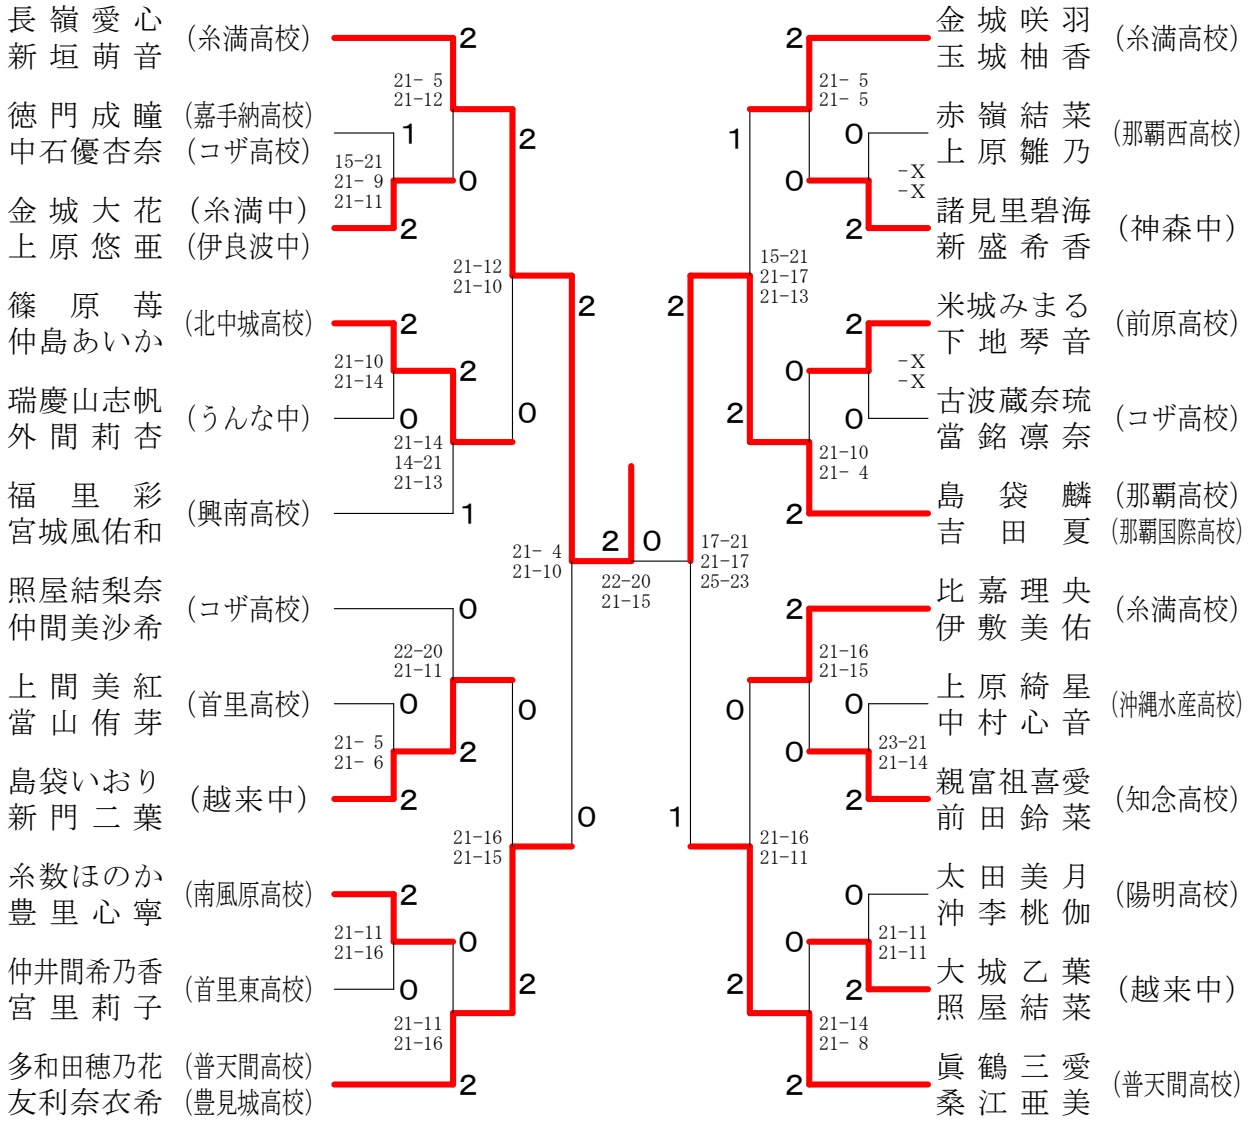 長嶺愛心 (糸満高校)
新垣萌音
2
21- 5
21-12
徳門成瞳 (嘉手納高校)
中石優杏奈 (コザ高校)
1
2
15-21
21- 9
21-11
0
金城大花 (糸満中)
上原悠亜 (伊良波中)
2
21-12
21-10
篠原苺 (北中城高校)
仲島あいか
2
2
21-10
21-14
2
瑞慶山志帆 (うんな中)
外間莉杏
0
0
21-14
14-21
21-13
福里彩 (興南高校)
宮城風佑和
1
21- 4
21-10
2 0
22-20
21-15
照屋結梨奈 (コザ高校)
仲間美沙希
0
22-20
21-11
上間美紅 (首里高校)
當山侑芽
0
0
21- 5
21- 6
2
島袋いおり (越来中)
新門二葉
2
0
21-16
21-15
糸数ほのか (南風原高校)
豊里心寧
2
21-11
21-16
0
仲井間希乃香 (首里東高校)
宮里莉子
0
2
21-11
21-16
多和田穂乃花 (普天間高校)
友利奈衣希 (豊見城高校)
2
金城咲羽 (糸満高校)
玉城柚香
2
21- 5
21- 5
赤嶺結菜 (那覇西高校)
上原雛乃
1
0
-X
-X
0
諸見里碧海 (神森中)
新盛希香
2
15-21
21-17
21-13
米城みまる (前原高校)
下地琴音
2
2
-X
-X
0
古波蔵奈琉 (コザ高校)
當銘凛奈
2
0
21-10
21- 4
島袋麟 (那覇高校)
吉田夏 (那覇国際高校)
2
17-21
21-17
25-23
比嘉理央 (糸満高校)
伊敷美佑
2
21-16
21-15
上原綺星 (沖縄水産高校)
中村心音
0
0
23-21
21-14
0
親富祖喜愛 (知念高校)
前田鈴菜
2
1
21-16
21-11
太田美月 (陽明高校)
沖李桃伽
0
21-11
21-11
0
大城乙葉 (越来中)
照屋結菜
2
2
21-14
21- 8
眞鶴三愛 (普天間高校)
桑江亜美
2